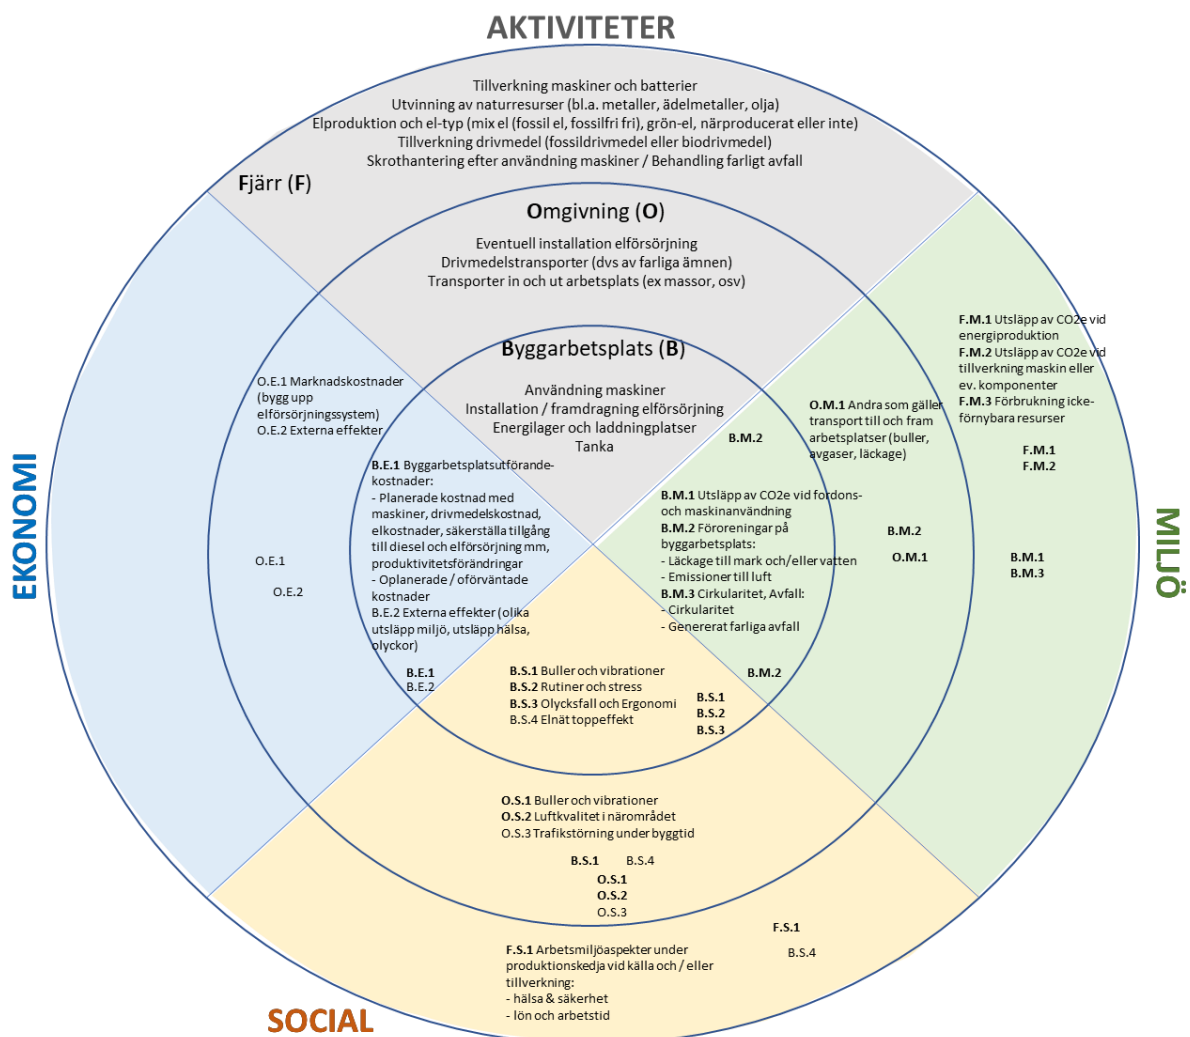 AKTIVITETER
Tillverkning maskiner och batterier
Utvinning av naturresurser (bl.a. metaller, ädelmetaller, olja)
Elproduktion och el-typ (mix el (fossil el, fossilfri fri), grön-el, närproducerat eller inte)
Tillverkning drivmedel (fossildrivmedel eller biodrivmedel)
Skrothantering efter användning maskiner / Behandling farligt avfall
Fjärr (F)
Omgivning (O)
Eventuell installation elförsörjning
Drivmedelstransporter (dvs av farliga ämnen)
Transporter in och ut arbetsplats (ex massor, osv)
Byggarbetsplats (B)
Användning maskiner
Installation / framdragning elförsörjning
Energilager och laddningplatser
Tanka
EKONOMI
O.E.1 Marknadskostnader
(bygg upp
elförsörjningssystem)
O.E.2 Externa effekter
O.E.1
O.E.2
B.E.1 Byggarbetsplatsutförande-
kostnader:
- Planerade kostnad med
maskiner, drivmedelskostnad,
elkostnader, säkerställa tillgång
till diesel och elförsörjning mm,
produktivitetsförändringar
- Oplanerade / oförväntade
kostnader
B.E.2 Externa effekter (olika
utsläpp miljö, utsläpp hälsa,
olyckor)
B.E.1
B.E.2
MILJÖ
B.M.2
B.M.1 Utsläpp av CO2e vid fordons-
och maskinanvändning
B.M.2 Föroreningar på
byggarbetsplats:
- Läckage till mark och/eller vatten
- Emissioner till luft
B.M.3 Cirkularitet, Avfall:
- Cirkularitet
- Genererat farliga avfall
B.M.2
O.M.1 Andra som gäller
transport till och fram
arbetsplatser (buller,
avgaser, läckage)
B.M.2
O.M.1
F.M.1 Utsläpp av CO2e vid
energiproduktion
F.M.2 Utsläpp av CO2e vid
tillverkning maskin eller
ev. komponenter
F.M.3 Förbrukning icke-
förnybara resurser
F.M.1
F.M.2
B.M.1
B.M.3
B.S.1 Buller och vibrationer
B.S.2 Rutiner och stress
B.S.3 Olycksfall och Ergonomi
B.S.4 Elnät toppeffekt
B.S.1
B.S.2
B.S.3
O.S.1 Buller och vibrationer
O.S.2 Luftkvalitet i närområdet
O.S.3 Trafikstörning under byggtid
B.S.1 B.S.4
O.S.1
O.S.2
O.S.3
F.S.1
B.S.4
F.S.1 Arbetsmiljöaspekter under
produktionskedja vid källa och / eller
tillverkning:
- hälsa & säkerhet
- lön och arbetstid
SOCIAL